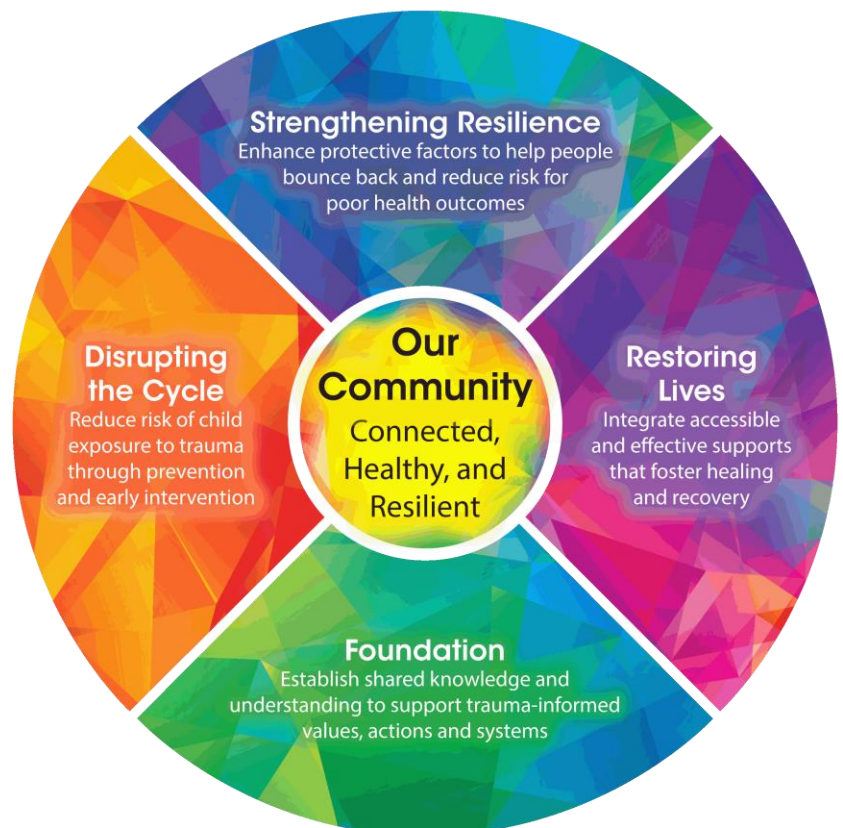 Strengthening Resilience
Enhance protective factors to help people
bounce back and reduce risk for
poor health outcomes
Disrupting
the Cycle
Reduce risk of child
exposure to trauma
through prevention
and early intervention
Our
Community
Connected,
Healthy, and
Resilient
Restoring
Lives
Integrate accessible
and effective supports
that foster healing
and recovery
Foundation
Establish shared knowledge and
understanding to support trauma-informed
values, actions and systems